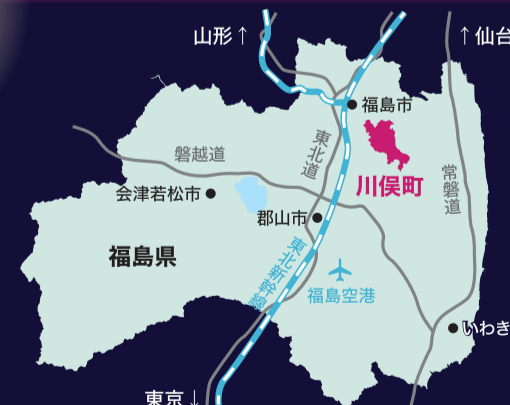 山形↑
↑仙台
福島市
東北道
磐越道
川俣町
常磐道
会津若松市
郡山市
福島県
東北新幹線
福島空港
いわき
東京↓